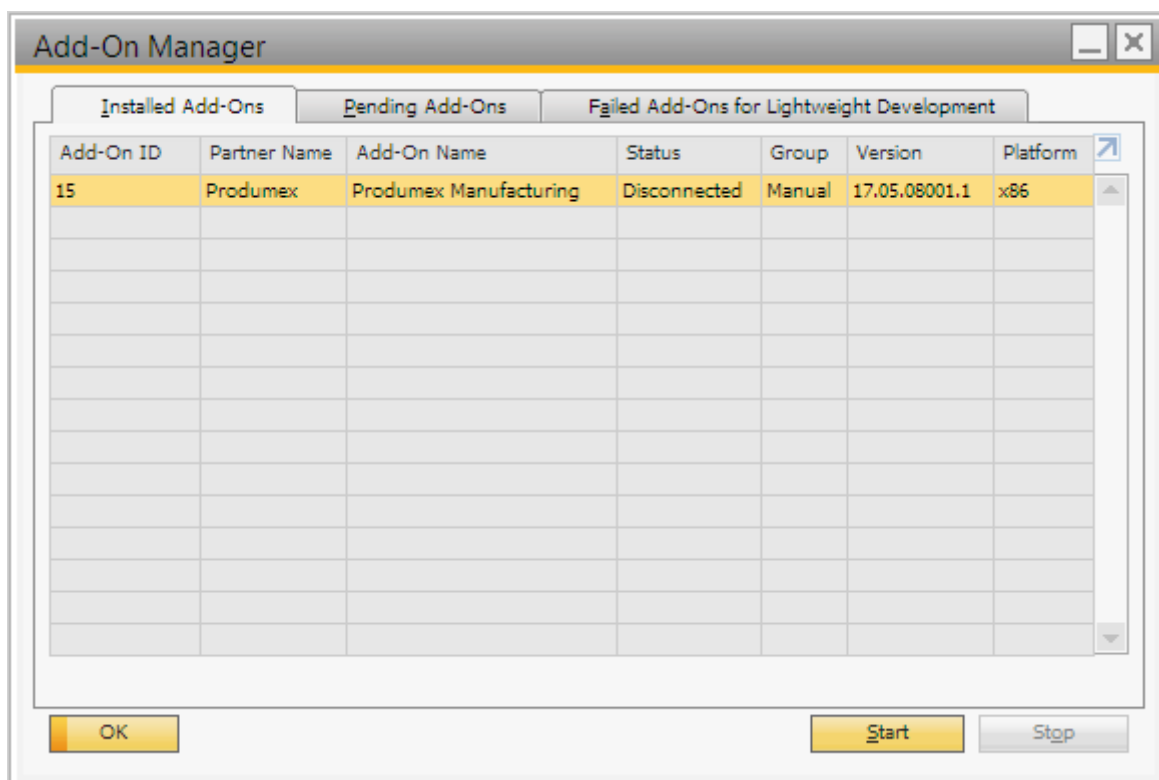 Add-On Manager
Installed Add-Ons Pending Add-Ons Failed Add-Ons for Lightweight Development
Add-On ID Partner Name Add-On Name Status Group Version Platform
15 Produmex Produmex Manufacturing Disconnected Manual 17.05.08001.1 x86
OK Start Stop